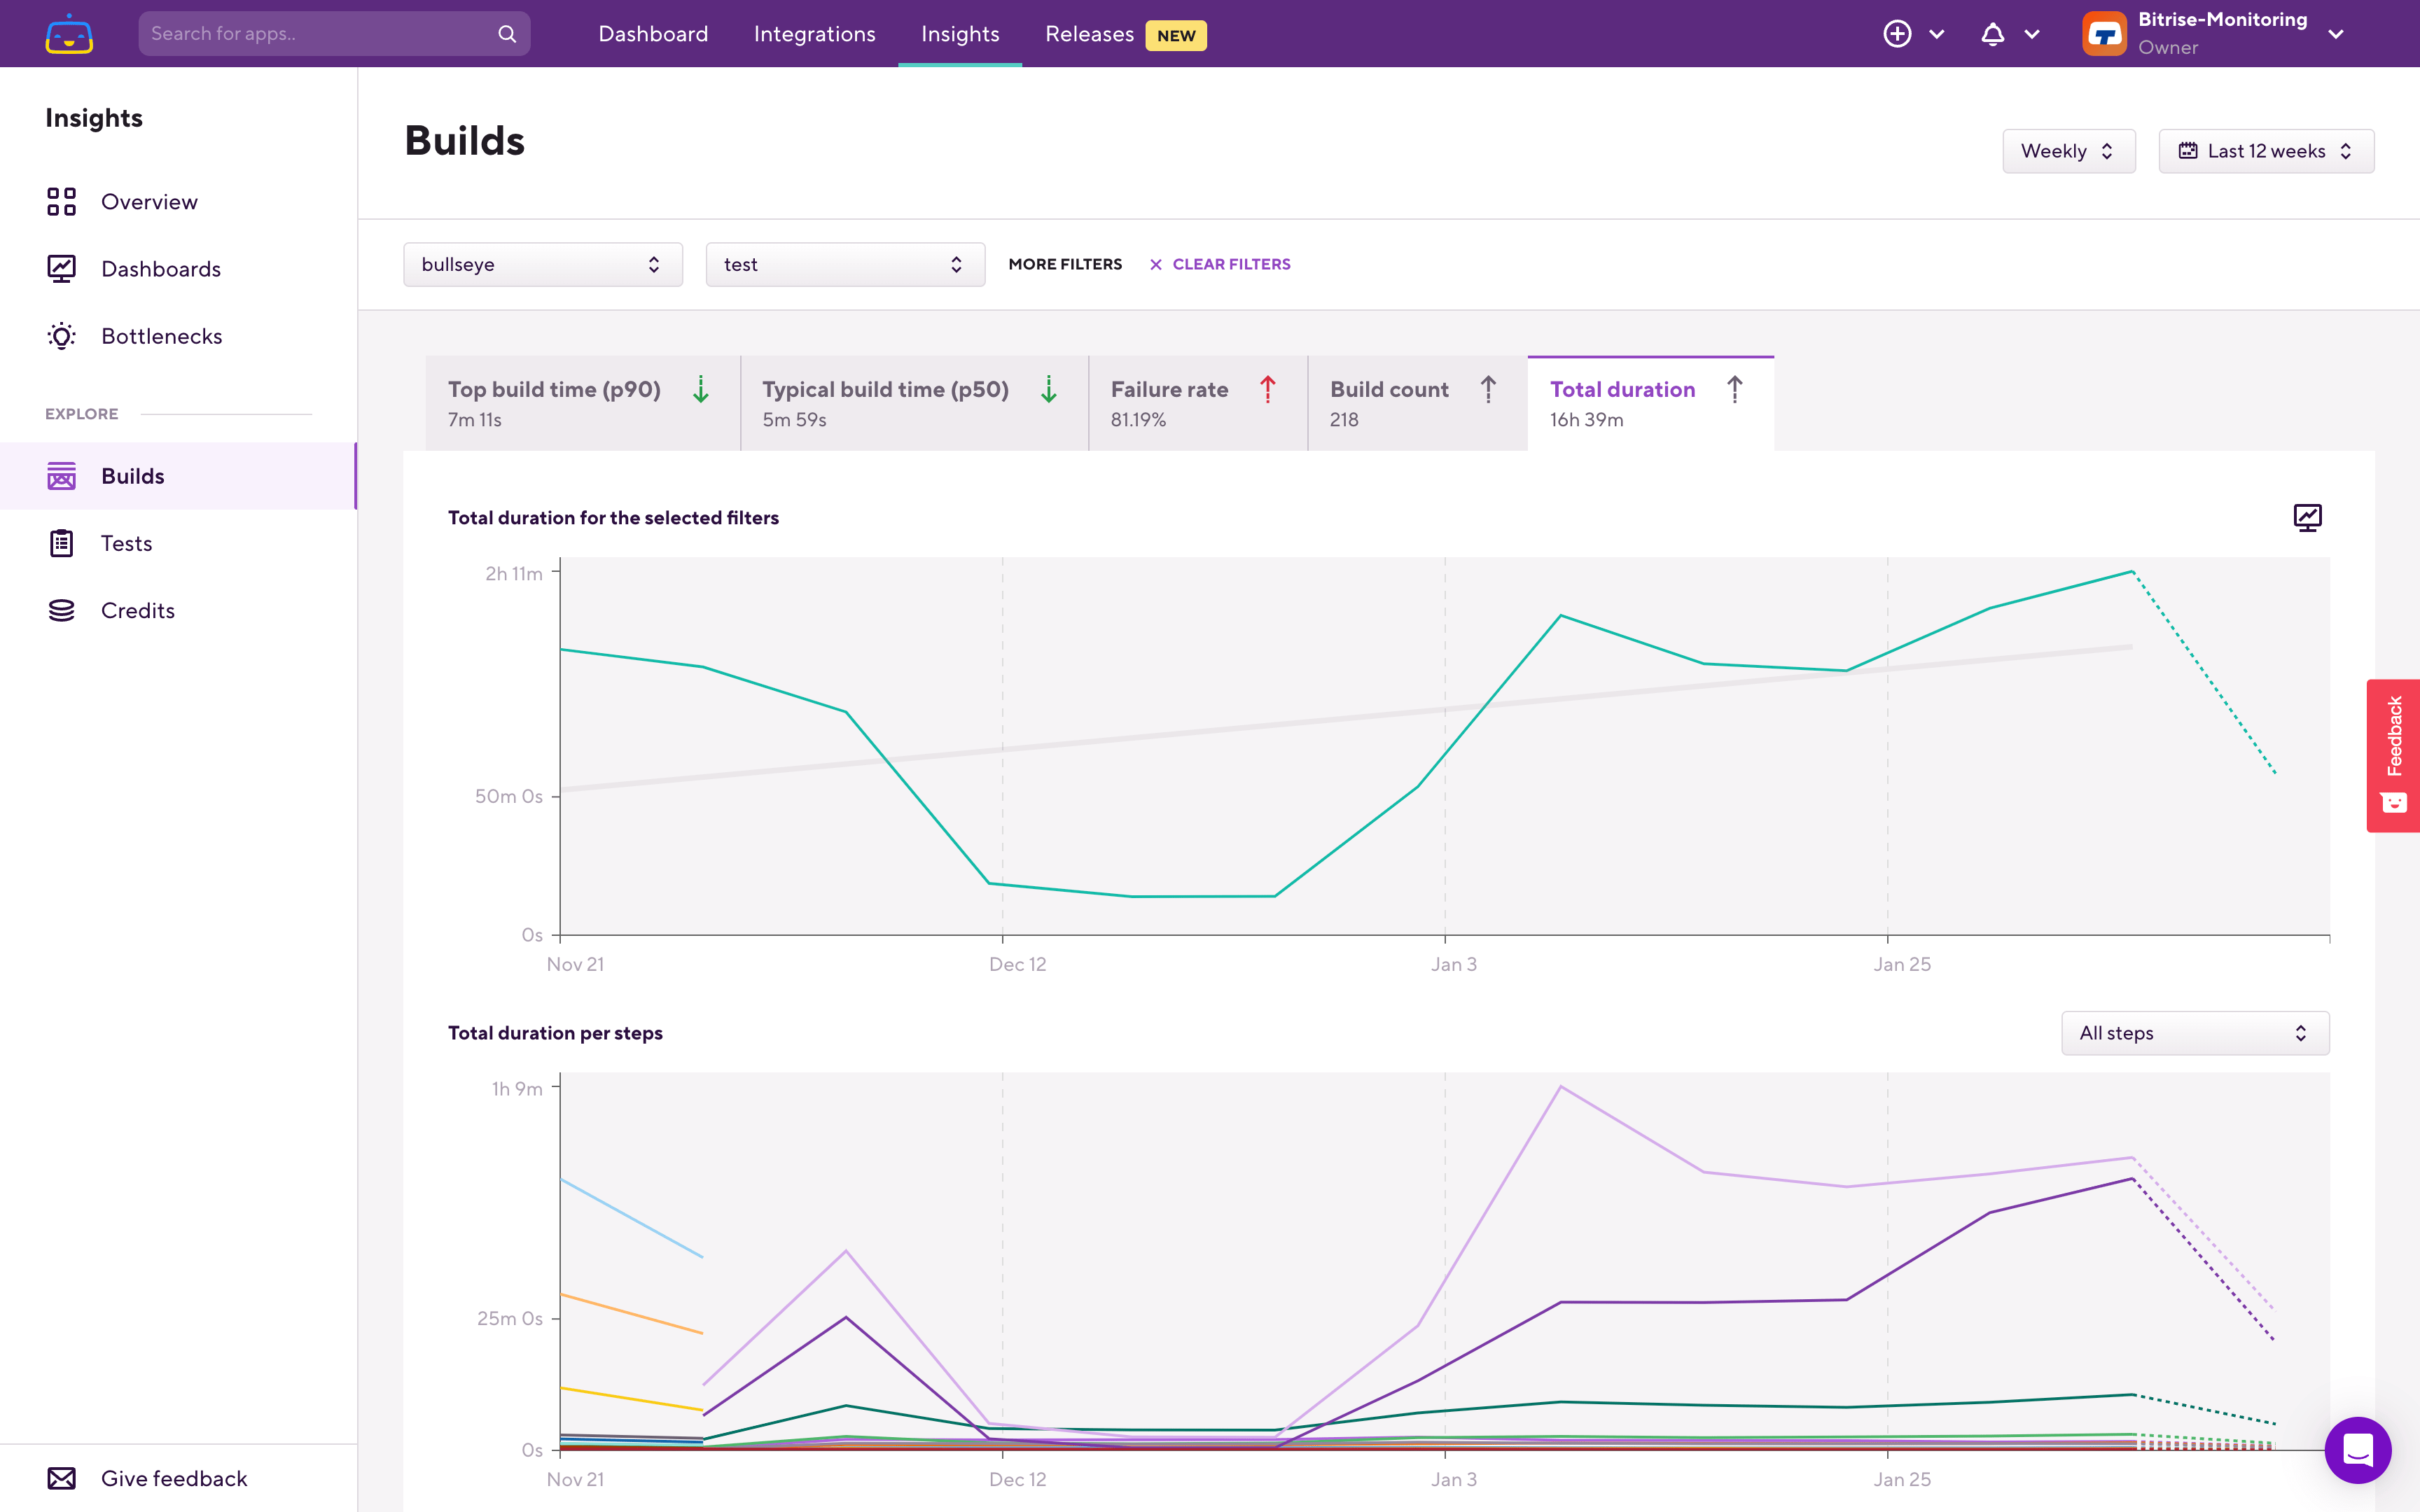 Search for apps..
Dashboard
Integrations
Insights
Releases NEW
Bitrise-Monitoring
Owner
Insights
Overview
Dashboards
Bottlenecks
EXPLORE
Builds
Tests
Credits
Give feedback
Builds
Weekly
Last 12 weeks
bullseye
test
MORE FILTERS
CLEAR FILTERS
Top build time (p90)
7m 11s
Typical build time (p50)
5m 59s
Failure rate
81.19%
Build count
218
Total duration
16h 39m
Total duration for the selected filters
2h 11m
50m 0s
0s
Nov 21
Dec 12
Jan 3
Jan 25
Total duration per steps
All steps
1h 9m
25m 0s
0s
Nov 21
Dec 12
Jan 3
Jan 25
Feedback